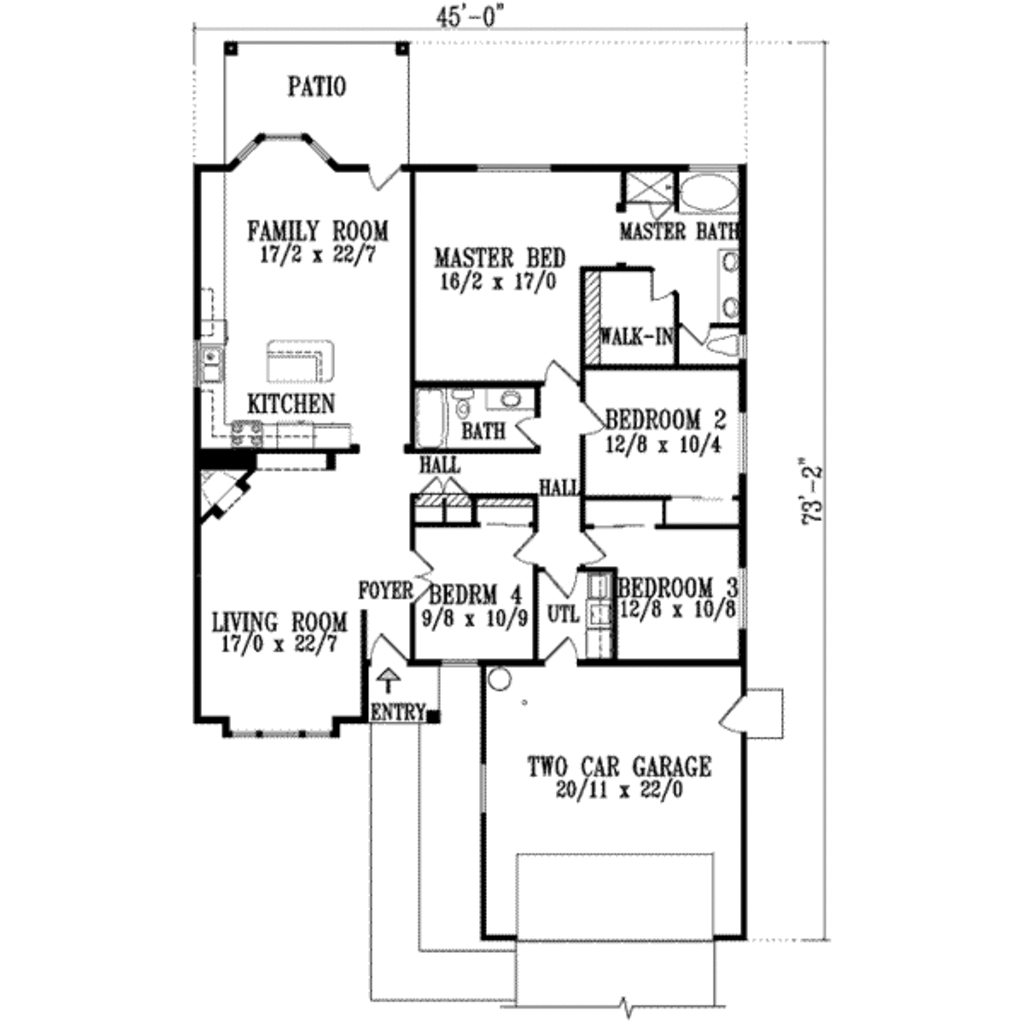 45'-0"
PATIO
FAMILY ROOM
17/2 x 22/7
MASTER BED
16/2 x 17/0
MASTER BATH
WALK-IN
KITCHEN
BATH
BEDROOM 2
12/8 x 10/4
HALL
HALL
73'-2"
FOYER
BEDRM 4
9/8 x 10/9
UTL
BEDROOM 3
12/8 x 10/8
LIVING ROOM
17/0 x 22/7
ENTRY
TWO CAR GARAGE
20/11 x 22/0